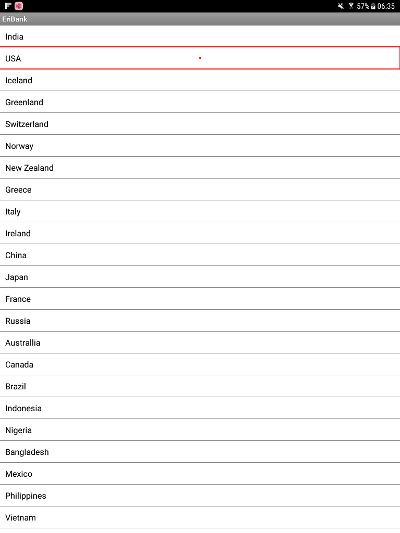 57% 06:35
EriBank
India
USA
Iceland
Greenland
Switzerland
Norway
New Zealand
Greece
Italy
Ireland
China
Japan
France
Russia
Australlia
Canada
Brazil
Indonesia
Nigeria
Bangladesh
Mexico
Philippines
Vietnam